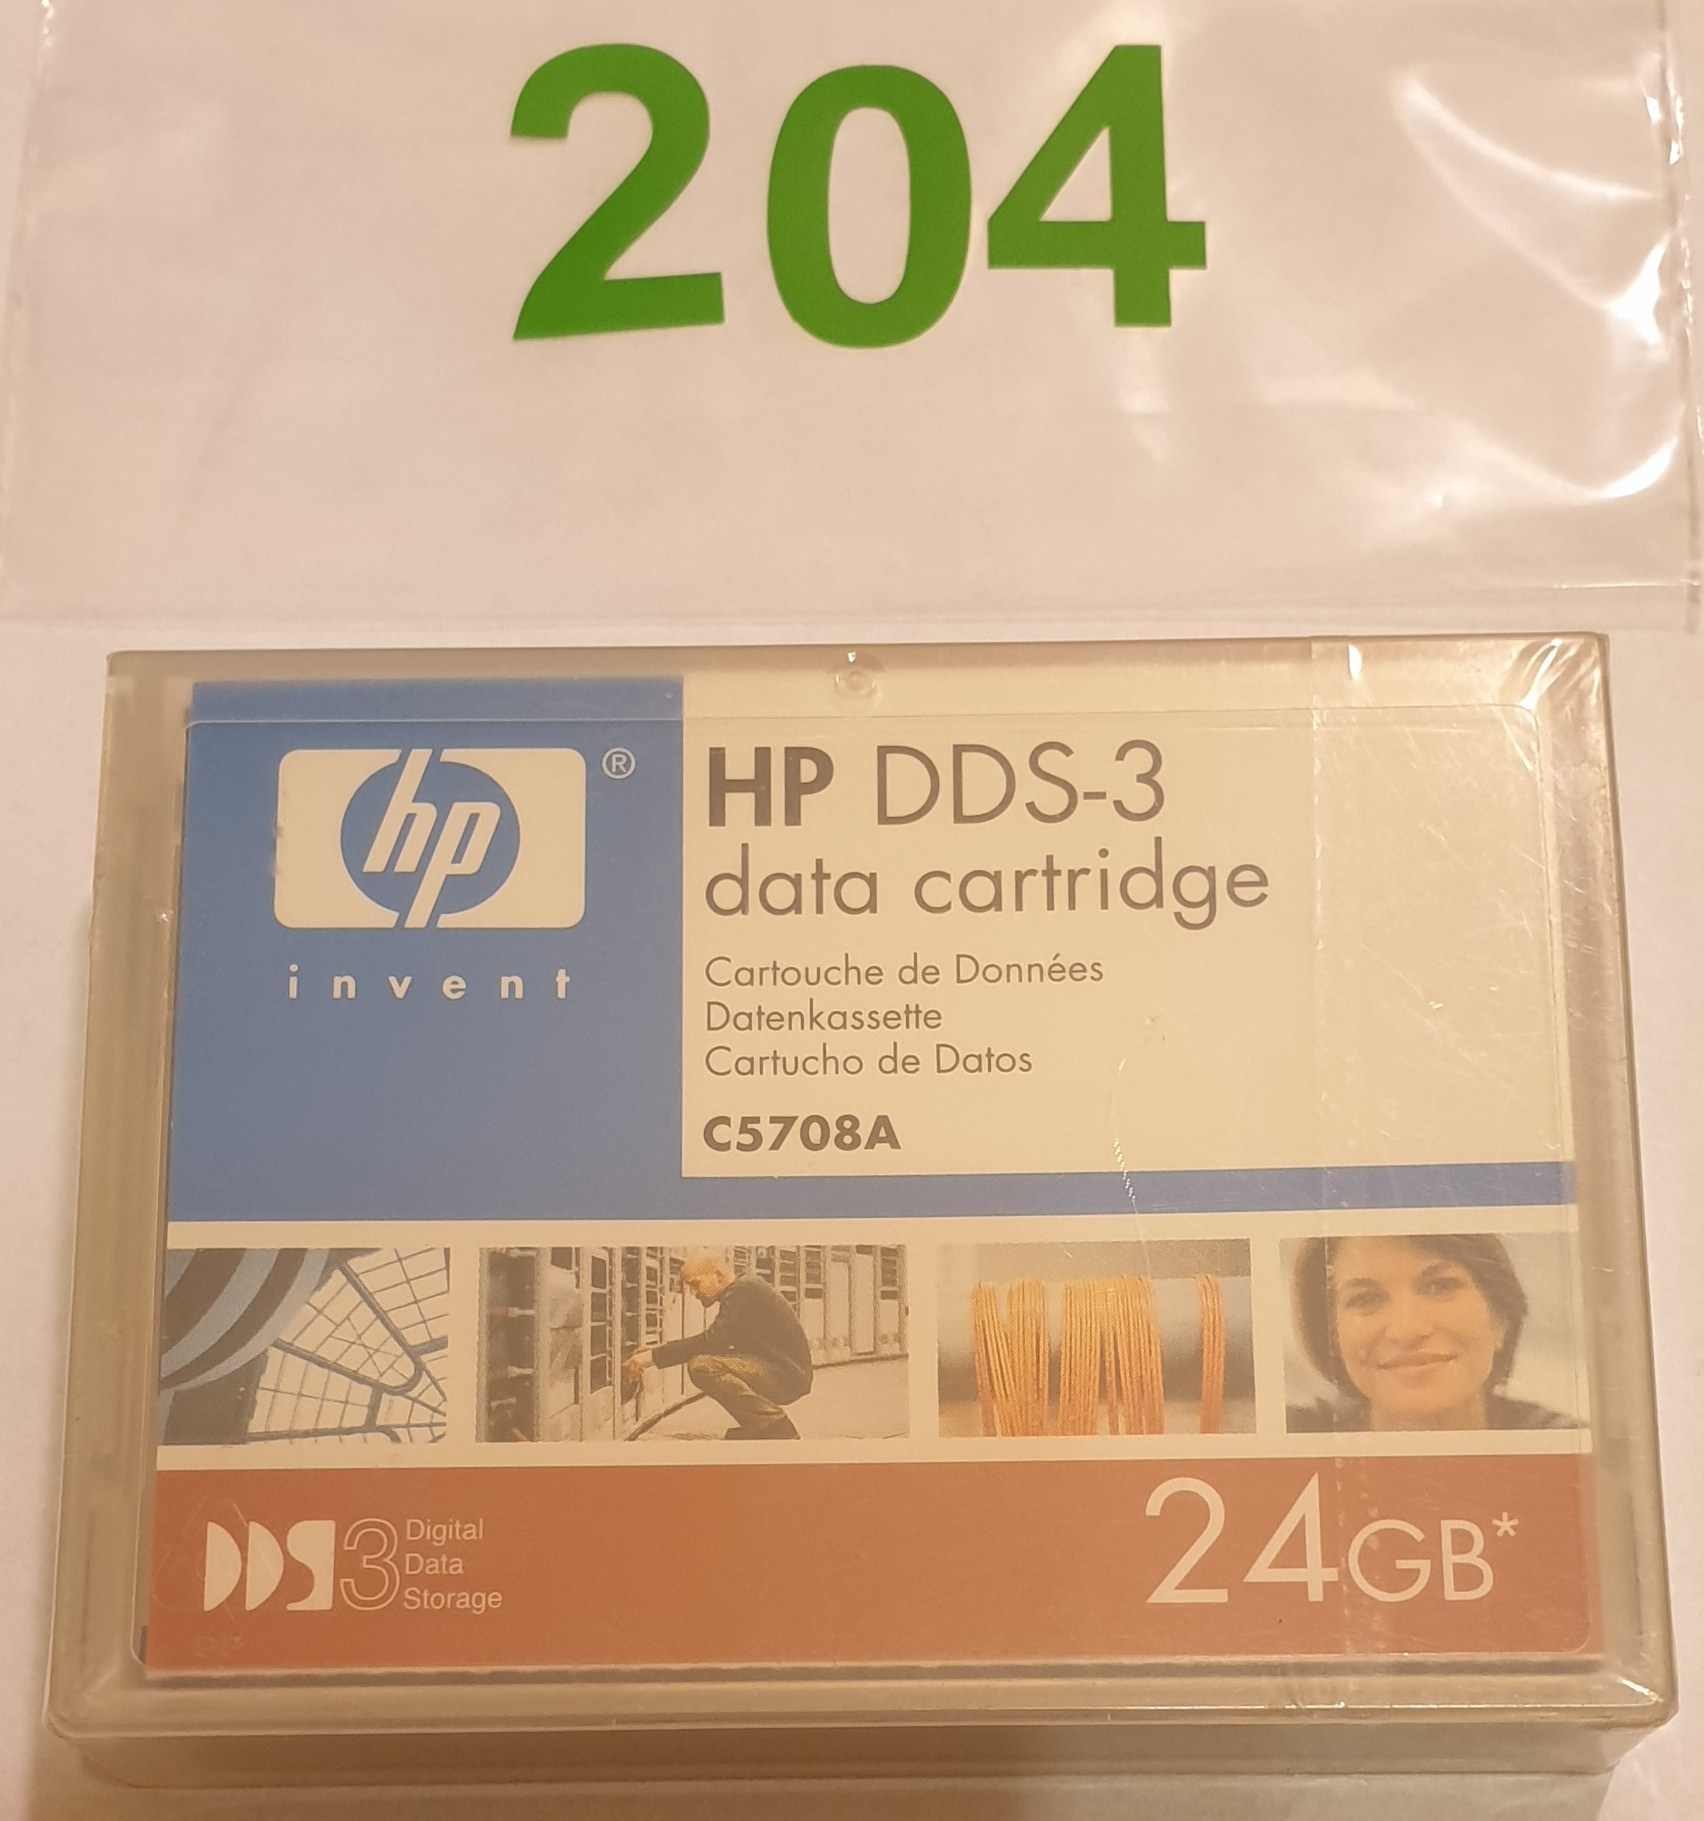 204
hp®
invent
HP DDS-3
data cartridge
Cartouche de Données
Datenkassette
Cartucho de Datos
C5708A
DDS3
Digital
Data
Storage
24GB*